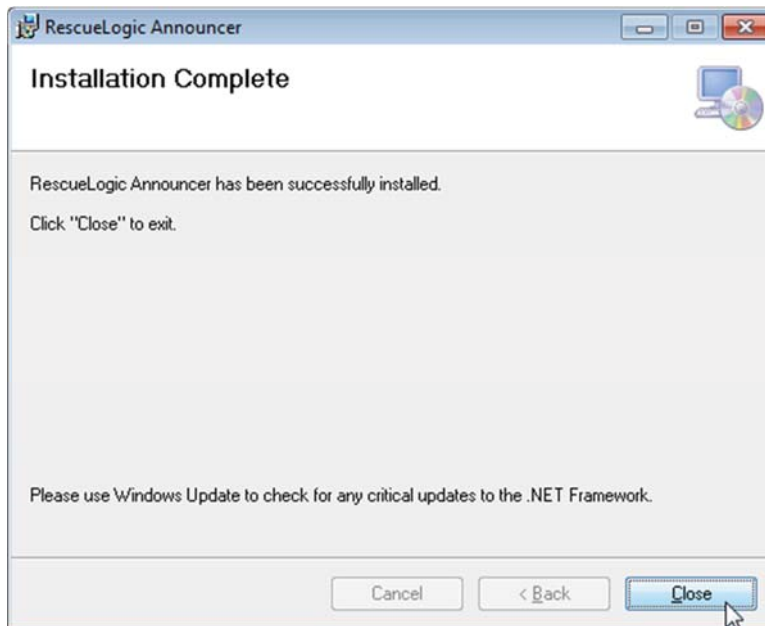 RescueLogic Announcer
Installation Complete
RescueLogic Announcer has been successfully installed.
Click "Close" to exit.
Please use Windows Update to check for any critical updates to the .NET Framework.
Cancel
< Back
Close